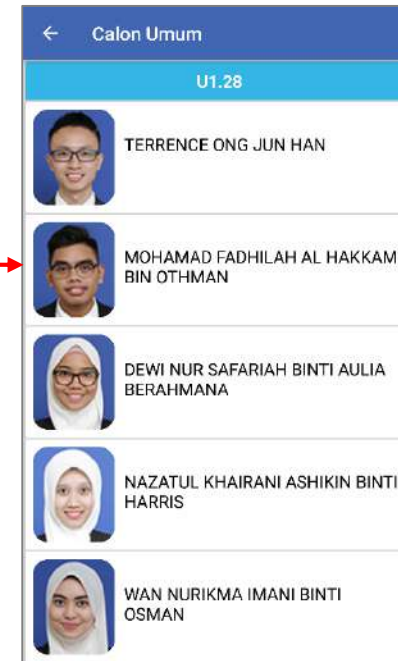 Calon Umum
U1.28
TERRENCE ONG JUN HAN
MOHAMAD FADHILAH AL HAKKAM
BIN OTHMAN
DEWI NUR SAFARIAH BINTI AULIA
BERAHMANA
NAZATUL KHAIRANI ASHIKIN BINTI
HARRIS
WAN NURIKMA IMANI BINTI
OSMAN